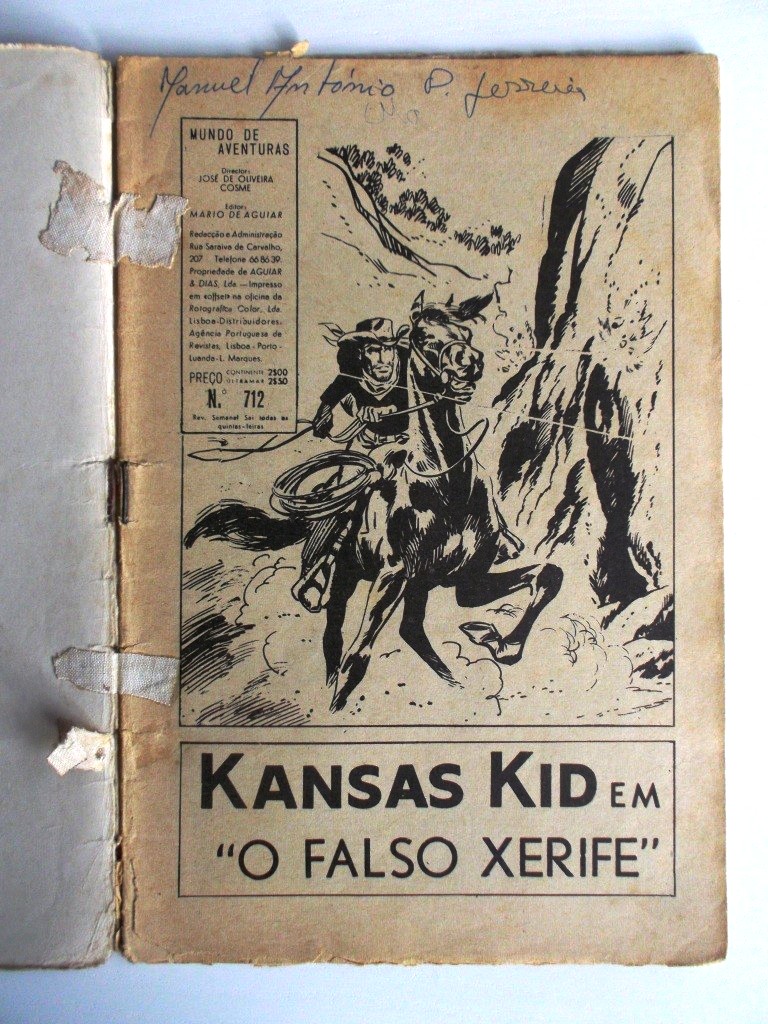 Manuel António P. Ferreira
MUNDO DE
AVENTURAS
Director:
JOSÉ DE OLIVEIRA
COSME
Editor:
MARIO DE AGUIAR
Redacção e Administração
Rua Saraiva de Carvalho,
207 Telefone 66 86 39.
Propriedade de AGUIAR
& DIAS, Lda. — Impresso
em «offset» na oficina da
Rotográfica Color. Lda.
Lisboa-Distribuidores.
Agência Portuguesa de
Revistas, Lisboa-Porto-
Luanda-L. Marques.
PREÇO CONTINENTE 2$00
ULTRAMAR 2$50
N.º 712
Rev. Semanal Sai todas as
quintas-feiras
KANSAS KID EM
"O FALSO XERIFE"